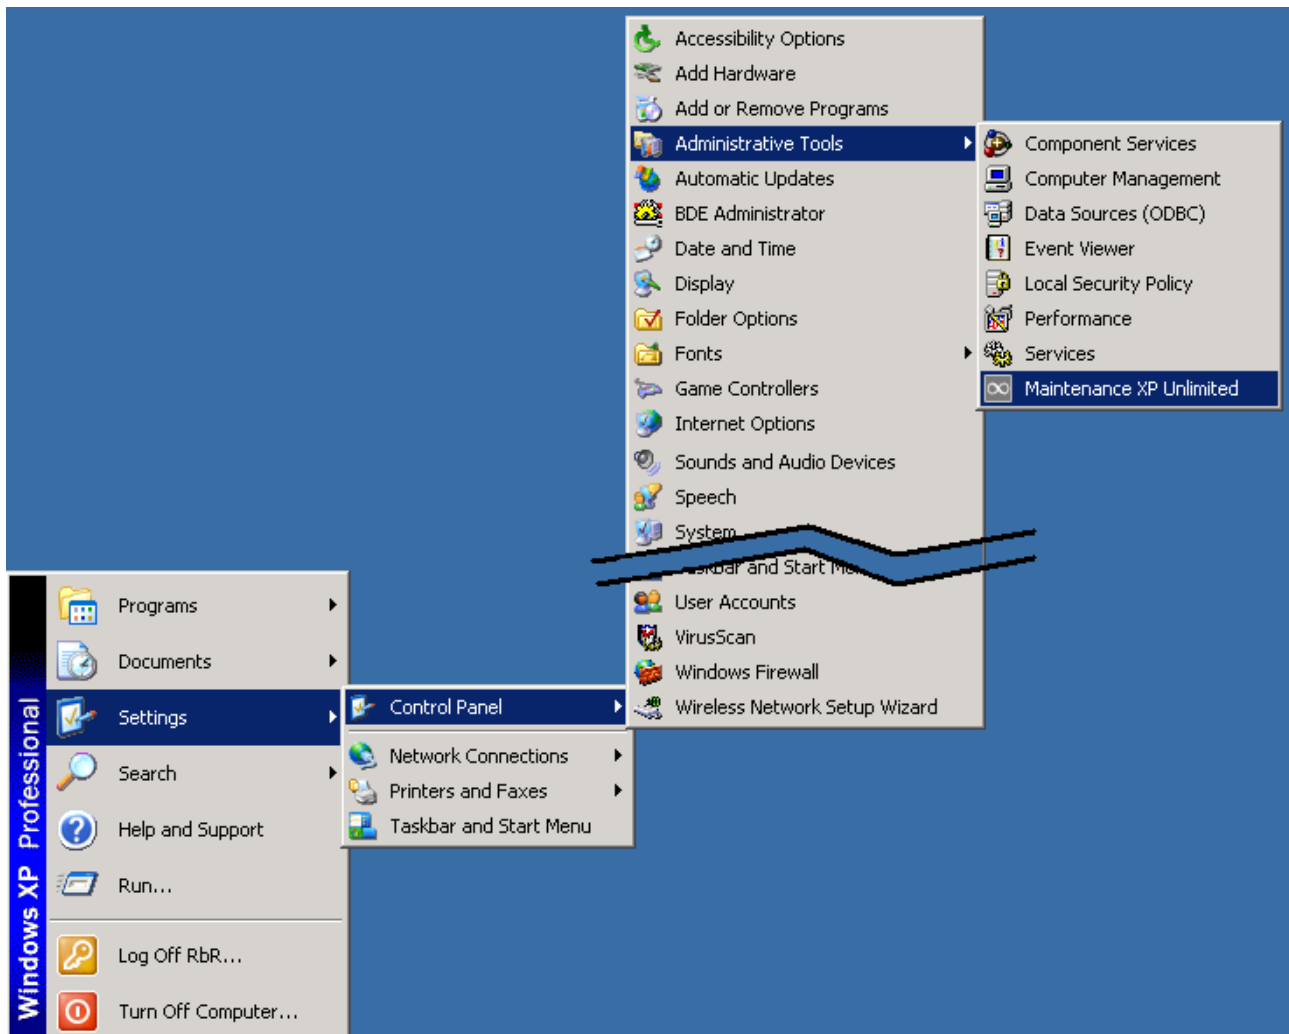 Accessibility Options
Add Hardware
Add or Remove Programs
Administrative Tools
Automatic Updates
BDE Administrator
Date and Time
Display
Folder Options
Fonts
Game Controllers
Internet Options
Sounds and Audio Devices
Speech
System
Taskbar and Start Menu
User Accounts
VirusScan
Windows Firewall
Wireless Network Setup Wizard
Component Services
Computer Management
Data Sources (ODBC)
Event Viewer
Local Security Policy
Performance
Services
Maintenance XP Unlimited
Programs
Documents
Settings
Search
Help and Support
Run...
Log Off RbR...
Turn Off Computer...
Windows XP Professional
Control Panel
Network Connections
Printers and Faxes
Taskbar and Start Menu